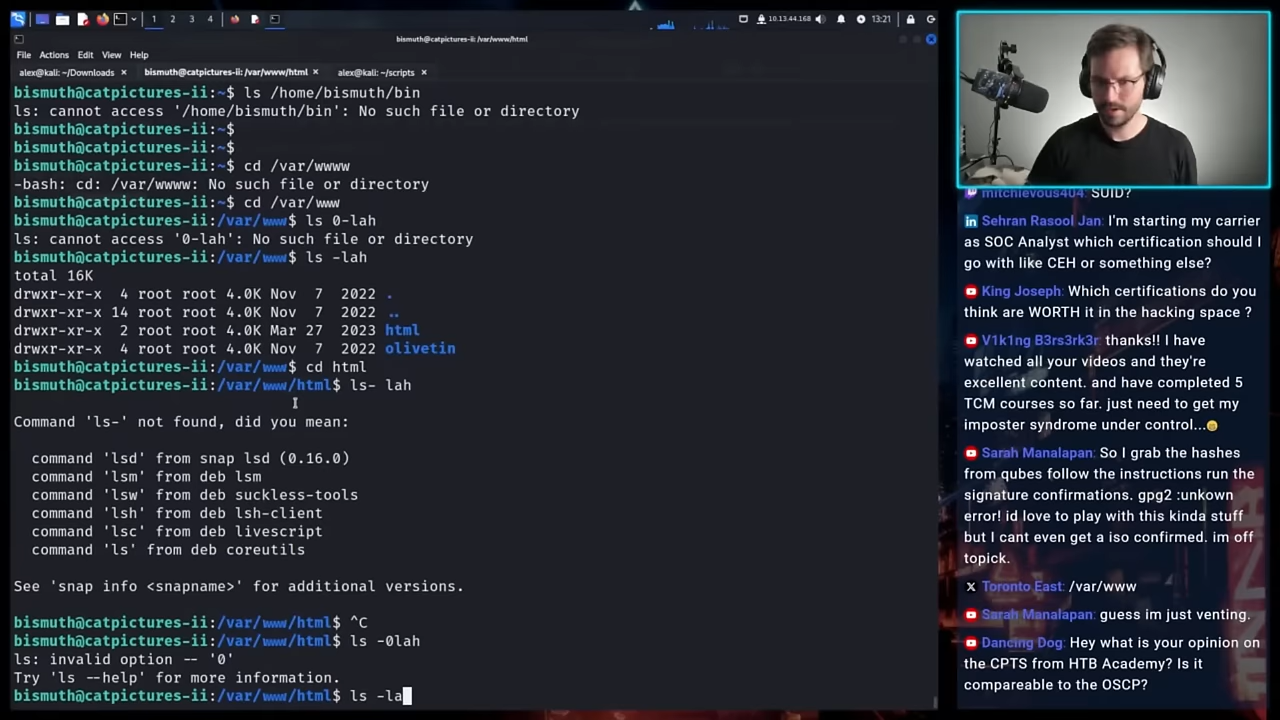 1 2 3 4
10.13.44.168
13:21
bismuth@catpictures-ii: /var/www/html
File Actions Edit View Help
alex@kali: ~/Downloads × bismuth@catpictures-ii: /var/www/html × alex@kali: ~/scripts ×
bismuth@catpictures-ii:~$ ls /home/bismuth/bin
ls: cannot access '/home/bismuth/bin': No such file or directory
bismuth@catpictures-ii:~$
bismuth@catpictures-ii:~$
bismuth@catpictures-ii:~$ cd /var/wwww
-bash: cd: /var/wwww: No such file or directory
bismuth@catpictures-ii:~$ cd /var/www
bismuth@catpictures-ii:/var/www$ ls 0-lah
ls: cannot access '0-lah': No such file or directory
bismuth@catpictures-ii:/var/www$ ls -lah
total 16K
drwxr-xr-x 4 root root 4.0K Nov 7 2022 .
drwxr-xr-x 14 root root 4.0K Nov 7 2022 ..
drwxr-xr-x 2 root root 4.0K Mar 27 2023 html
drwxr-xr-x 4 root root 4.0K Nov 7 2022 olivetin
bismuth@catpictures-ii:/var/www$ cd html
bismuth@catpictures-ii:/var/www/html$ ls- lah
Command 'ls-' not found, did you mean:
command 'lsd' from snap lsd (0.16.0)
command 'lsm' from deb lsm
command 'lsw' from deb suckless-tools
command 'lsh' from deb lsh-client
command 'lsc' from deb livescript
command 'ls' from deb coreutils
See 'snap info <snapname>' for additional versions.
bismuth@catpictures-ii:/var/www/html$ ^C
bismuth@catpictures-ii:/var/www/html$ ls -0lah
ls: invalid option -- '0'
Try 'ls --help' for more information.
bismuth@catpictures-ii:/var/www/html$ ls -la
mitchievous404: SUID?
Sehran Rasool Jan: I'm starting my carrier
as SOC Analyst which certification should I
go with like CEH or something else?
King Joseph: Which certifications do you
think are WORTH it in the hacking space ?
V1k1ng B3rs3rk3r: thanks!! I have
watched all your videos and they're
excellent content. and have completed 5
TCM courses so far. just need to get my
imposter syndrome under control...
Sarah Manalapan: So I grab the hashes
from qubes follow the instructions run the
signature confirmations. gpg2 :unkown
error! id love to play with this kinda stuff
but I cant even get a iso confirmed. im off
topick.
Toronto East: /var/www
Sarah Manalapan: guess im just venting.
Dancing Dog: Hey what is your opinion on
the CPTS from HTB Academy? Is it
compareable to the OSCP?